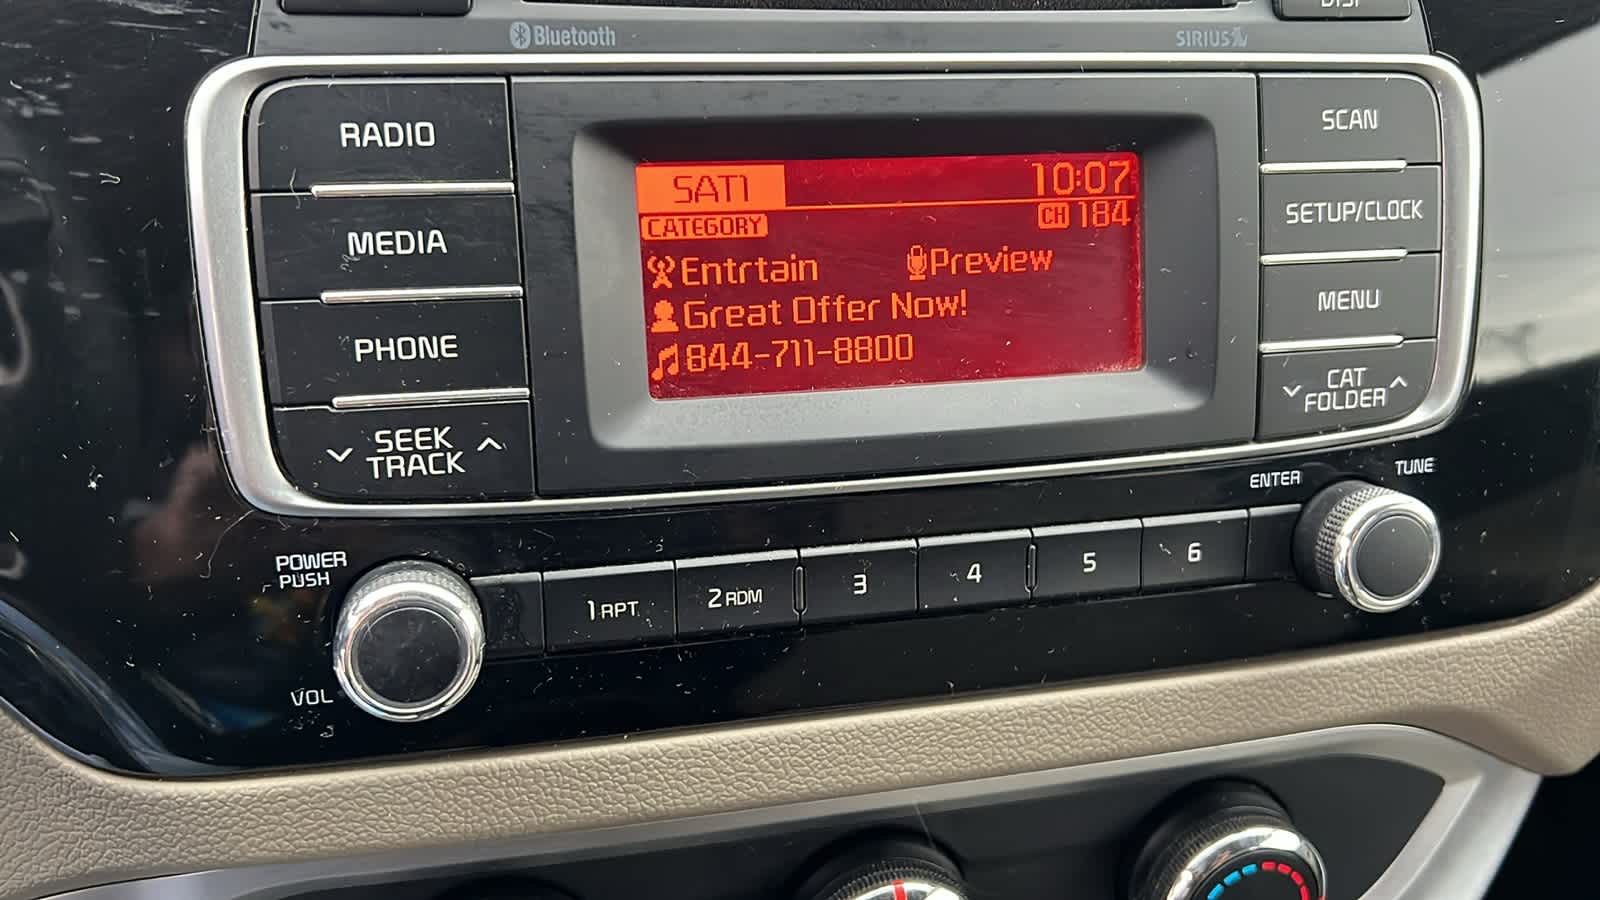 DISP
Bluetooth
SIRIUS
RADIO
MEDIA
PHONE
SEEK
TRACK
SAT1
10:07
CATEGORY
CH 184
Entrtain
Preview
Great Offer Now!
844-711-8800
SCAN
SETUP/CLOCK
MENU
CAT
FOLDER
POWER
PUSH
VOL
1 RPT
2 RDM
3
4
5
6
ENTER
TUNE